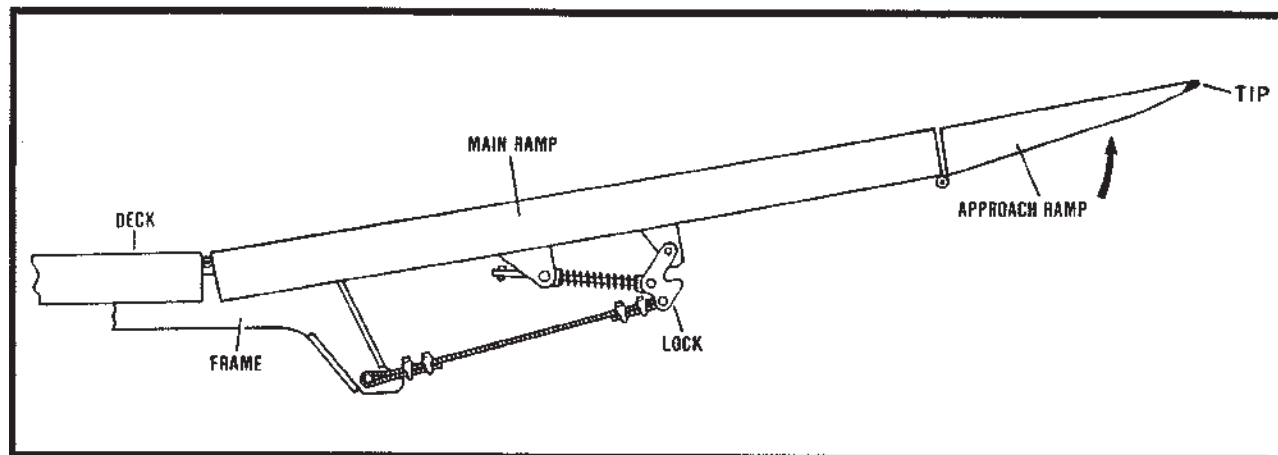 TIP
MAIN RAMP
APPROACH RAMP
DECK
LOCK
FRAME